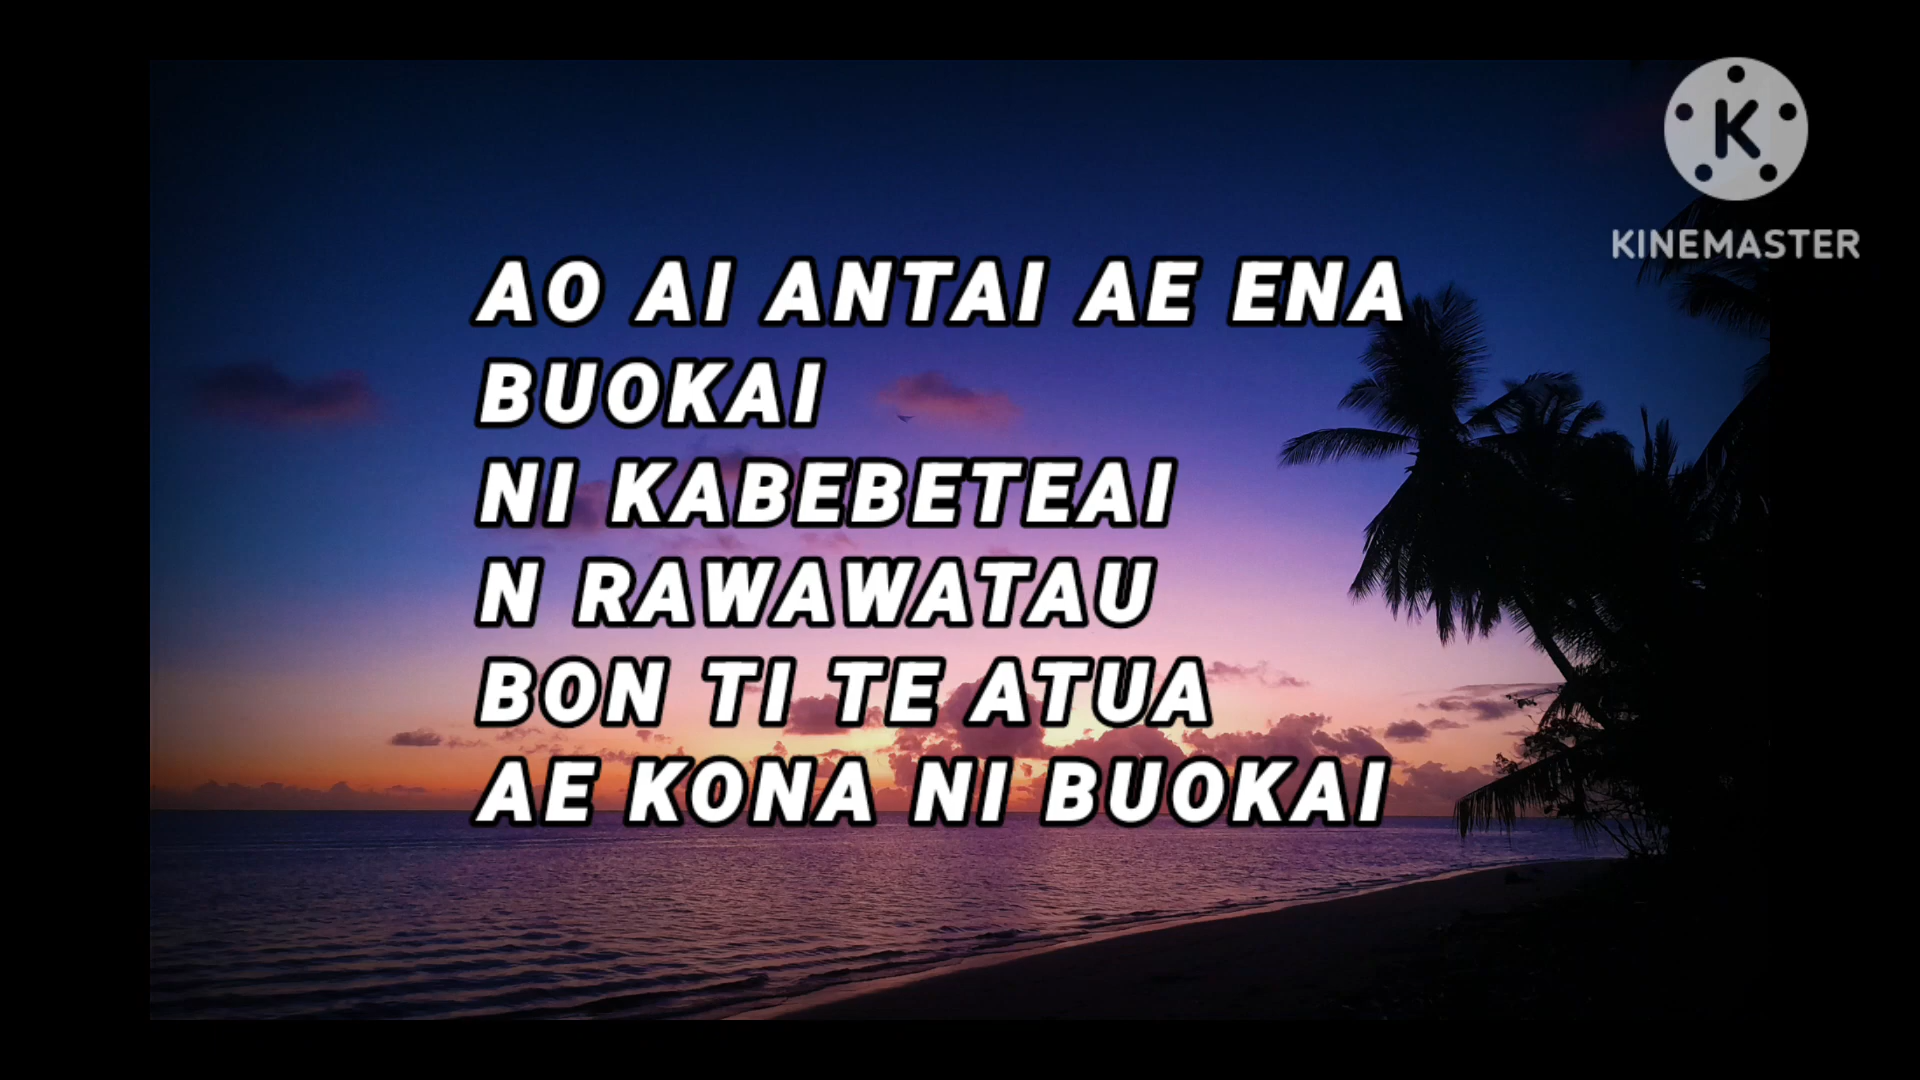 K
KINEMASTER
AO AI ANTAI AE ENA
BUOKAI
NI KABEBETEAI
N RAWAWATAU
BON TI TE ATUA
AE KONA NI BUOKAI